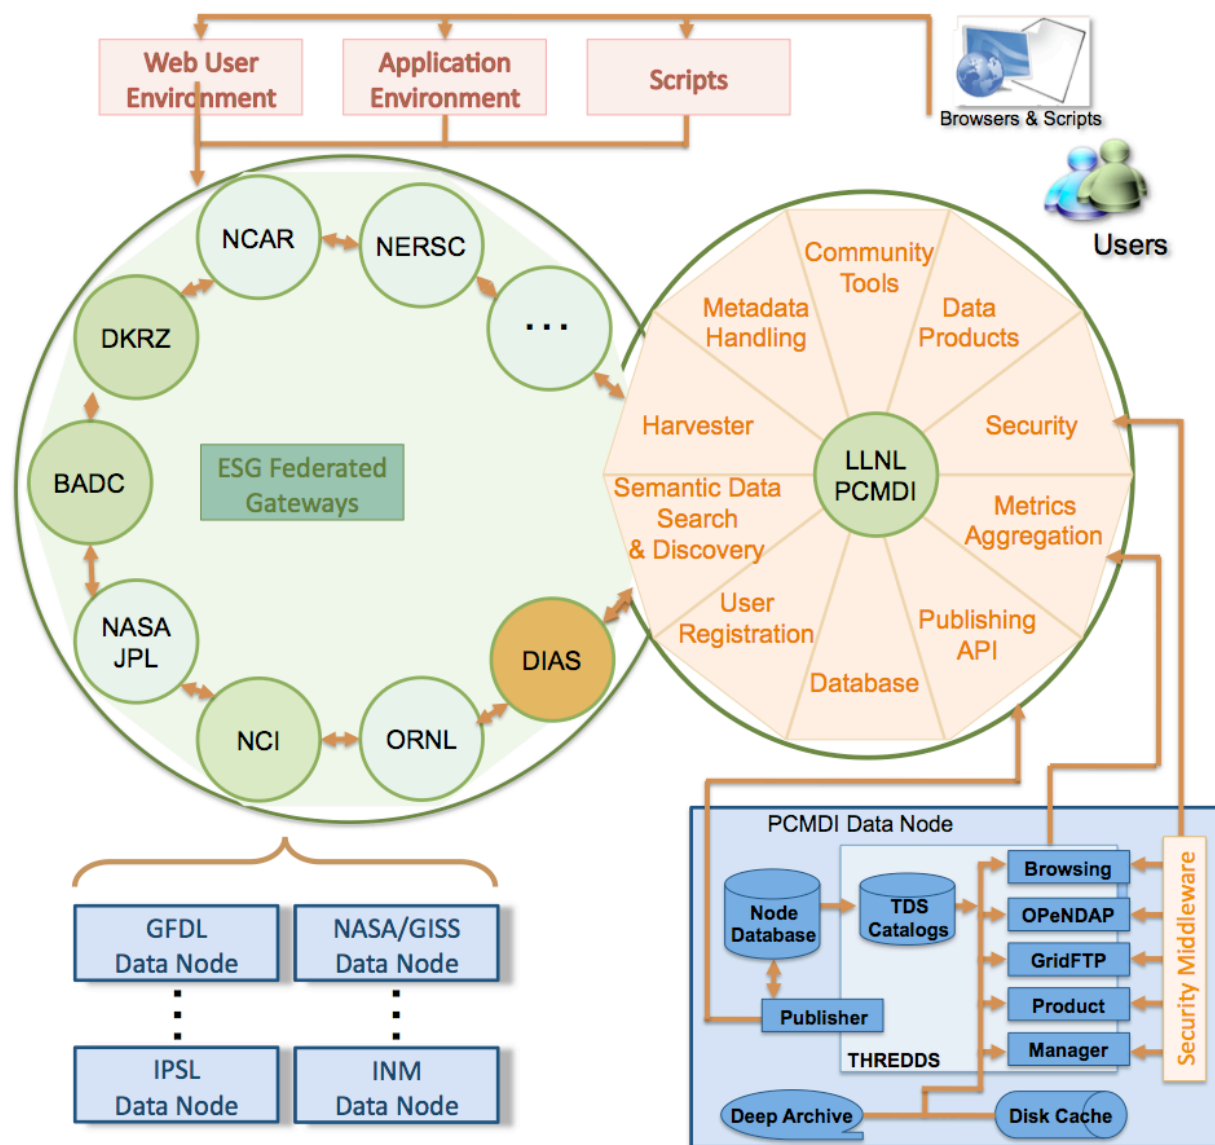 Web User
Environment
Application
Environment
Scripts
Browsers & Scripts
Users
NCAR
NERSC
...
DKRZ
BADC
NASA
JPL
NCI
ORNL
DIAS
ESG Federated
Gateways
Community
Tools
Metadata
Handling
Data
Products
Harvester
Security
LLNL
PCMDI
Semantic Data
Search
& Discovery
Metrics
Aggregation
User
Registration
Publishing
API
Database
GFDL
Data Node
NASA/GISS
Data Node
IPSL
Data Node
INM
Data Node
PCMDI Data Node
Node
Database
TDS
Catalogs
Browsing
OPeNDAP
GridFTP
Product
Manager
Publisher
THREDDS
Security Middleware
Deep Archive
Disk Cache